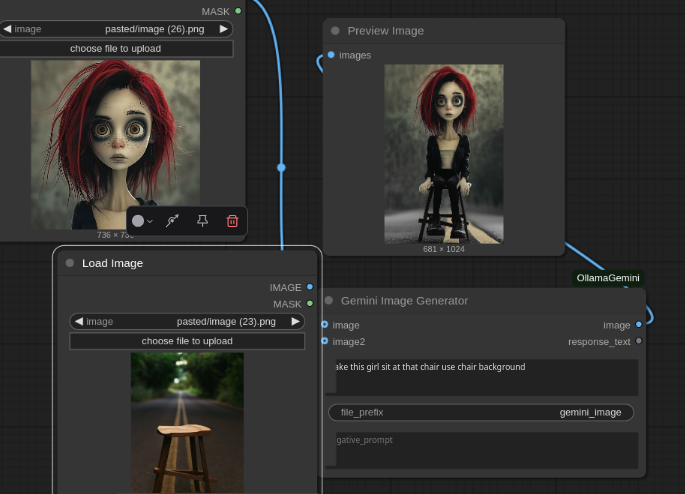 MASK
image pasted/image (26).png
choose file to upload
736 ×
Load Image
IMAGE
MASK
image pasted/image (23).png
choose file to upload
Preview Image
images
681 × 1024
OllamaGemini
Gemini Image Generator
image image
image2 response_text
ake this girl sit at that chair use chair background
file_prefix gemini_image
gative_prompt